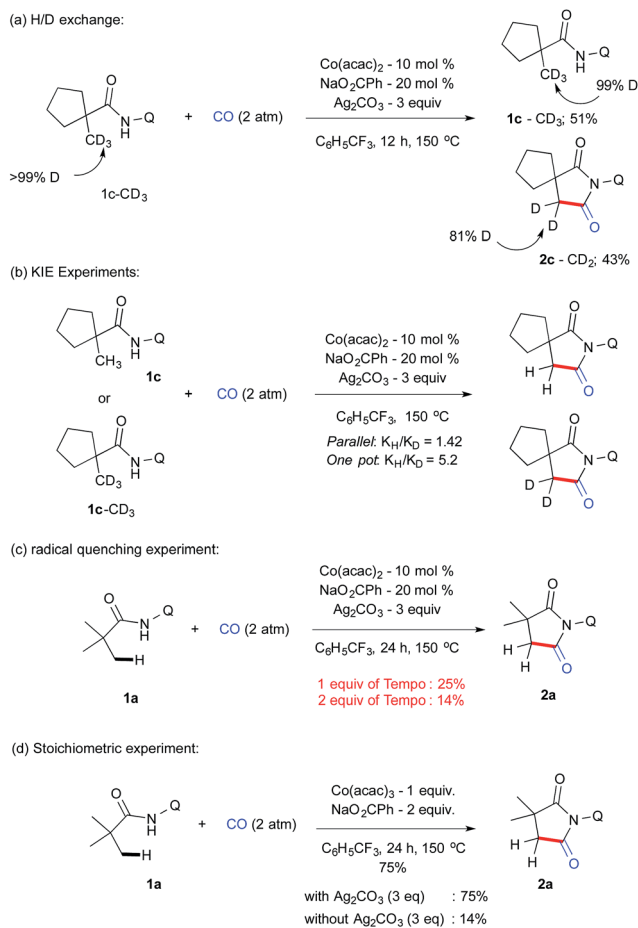 (a) H/D exchange:
Co(acac)2 - 10 mol %
NaO2CPh - 20 mol %
Ag2CO3 - 3 equiv
C6H5CF3, 12 h, 150 ºC
O
N
H
Q
CD3
>99% D
1c-CD3
+ CO (2 atm)
O
N
H
Q
CD3
99% D
1c - CD3; 51%
O
N
Q
D
D
O
81% D
2c - CD2; 43%
(b) KIE Experiments:
O
N
H
Q
CH3
1c
or
O
N
H
Q
CD3
1c-CD3
+ CO (2 atm)
Co(acac)2 - 10 mol %
NaO2CPh - 20 mol %
Ag2CO3 - 3 equiv
C6H5CF3, 150 ºC
Parallel: KH/KD = 1.42
One pot: KH/KD = 5.2
O
N
Q
H
H
O
O
N
Q
D
D
O
(c) radical quenching experiment:
O
N
H
Q
H
1a
+ CO (2 atm)
Co(acac)2 - 10 mol %
NaO2CPh - 20 mol %
Ag2CO3 - 3 equiv
C6H5CF3, 24 h, 150 ºC
1 equiv of Tempo : 25%
2 equiv of Tempo : 14%
O
N
Q
H
H
O
2a
(d) Stoichiometric experiment:
O
N
H
Q
H
1a
+ CO (2 atm)
Co(acac)3 - 1 equiv.
NaO2CPh - 2 equiv.
C6H5CF3, 24 h, 150 ºC
75%
with Ag2CO3 (3 eq) : 75%
without Ag2CO3 (3 eq) : 14%
O
N
Q
H
H
O
2a